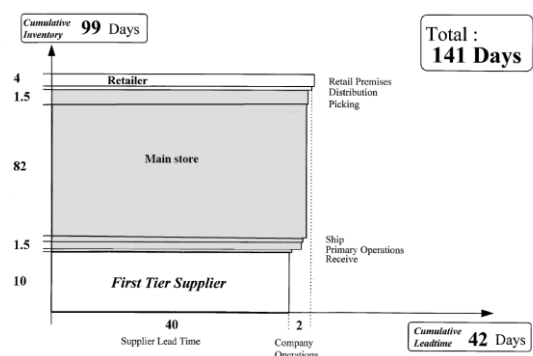 Cumulative
Inventory 99 Days
Total :
141 Days
4
Retailer
Retail Premises
1.5
Distribution
Picking
82
Main store
Ship
1.5
Primary Operations
Receive
10
First Tier Supplier
40
2
Supplier Lead Time
Company
Operations
Cumulative
Leadtime 42 Days